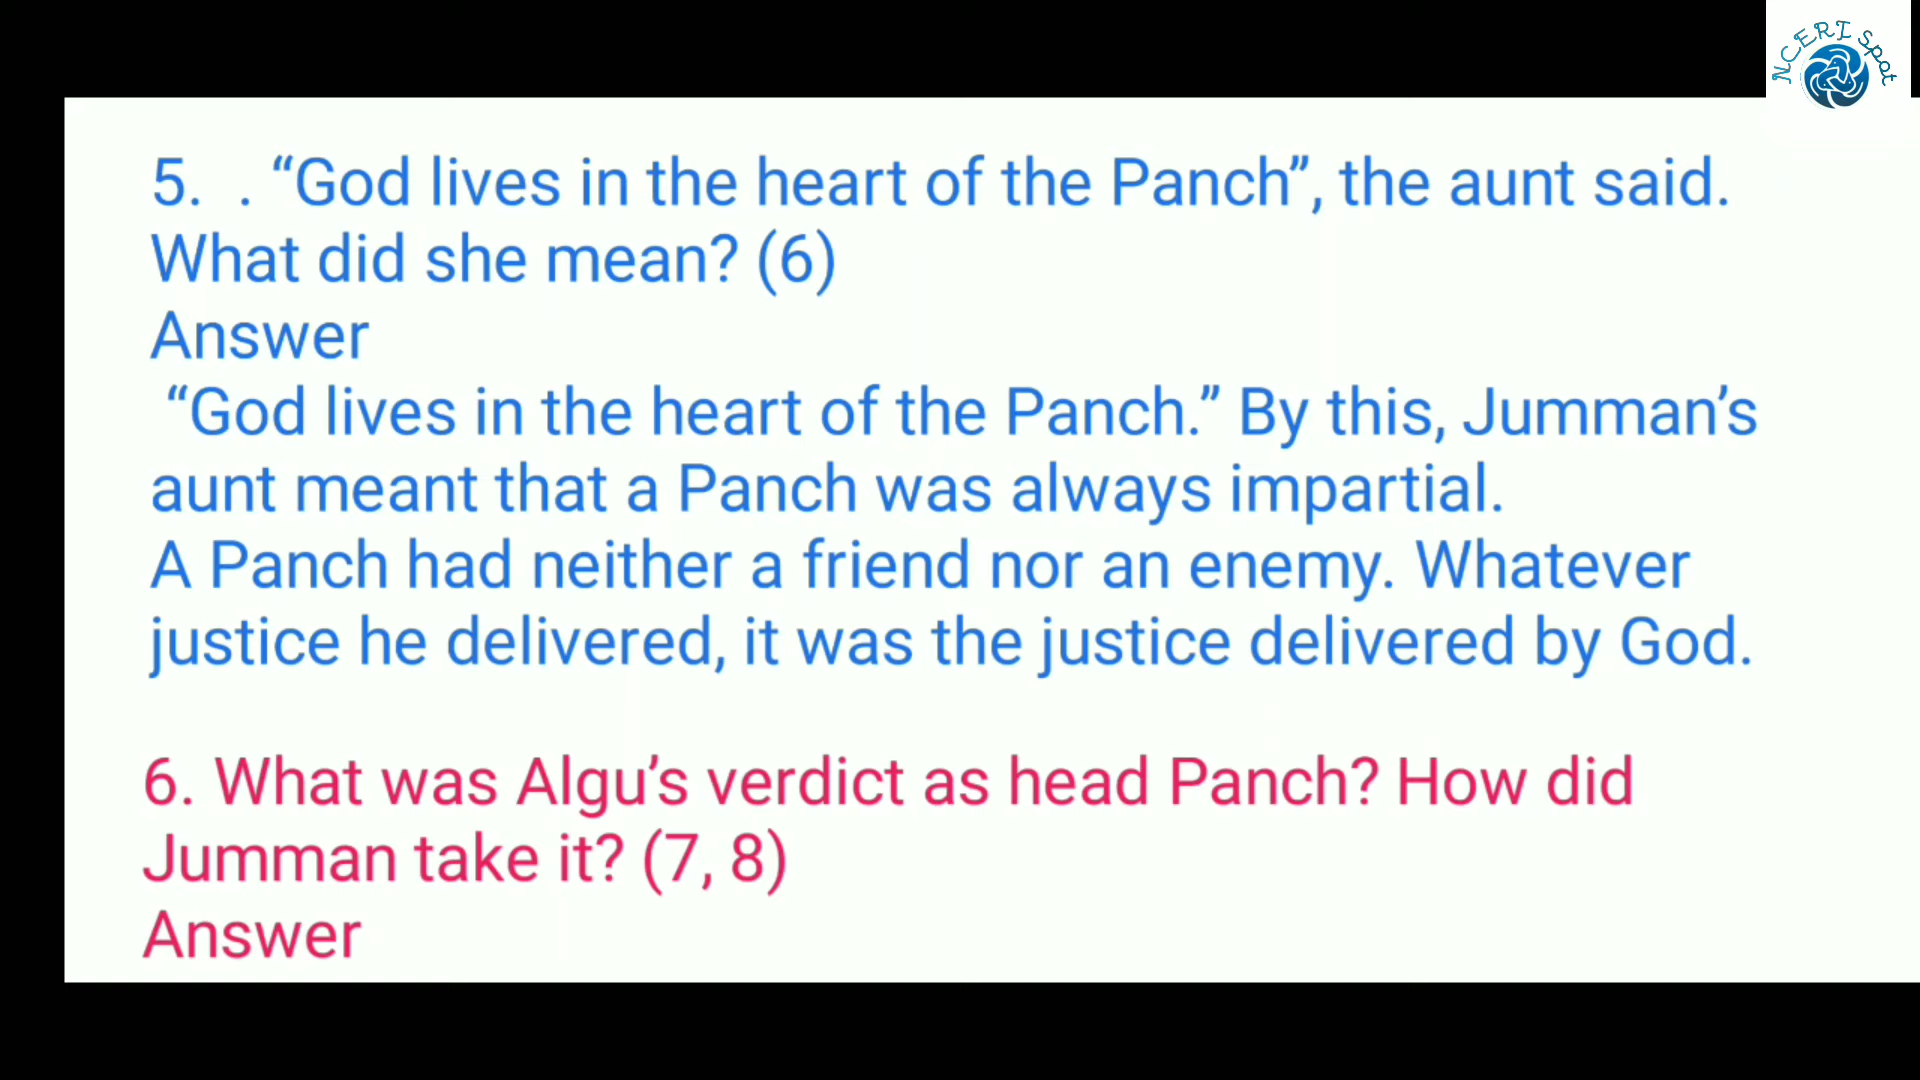 NCERT Spot
5.  . “God lives in the heart of the Panch”, the aunt said.
What did she mean? (6)
Answer
“God lives in the heart of the Panch.” By this, Jumman’s
aunt meant that a Panch was always impartial.
A Panch had neither a friend nor an enemy. Whatever
justice he delivered, it was the justice delivered by God.
6. What was Algu’s verdict as head Panch? How did
Jumman take it? (7, 8)
Answer